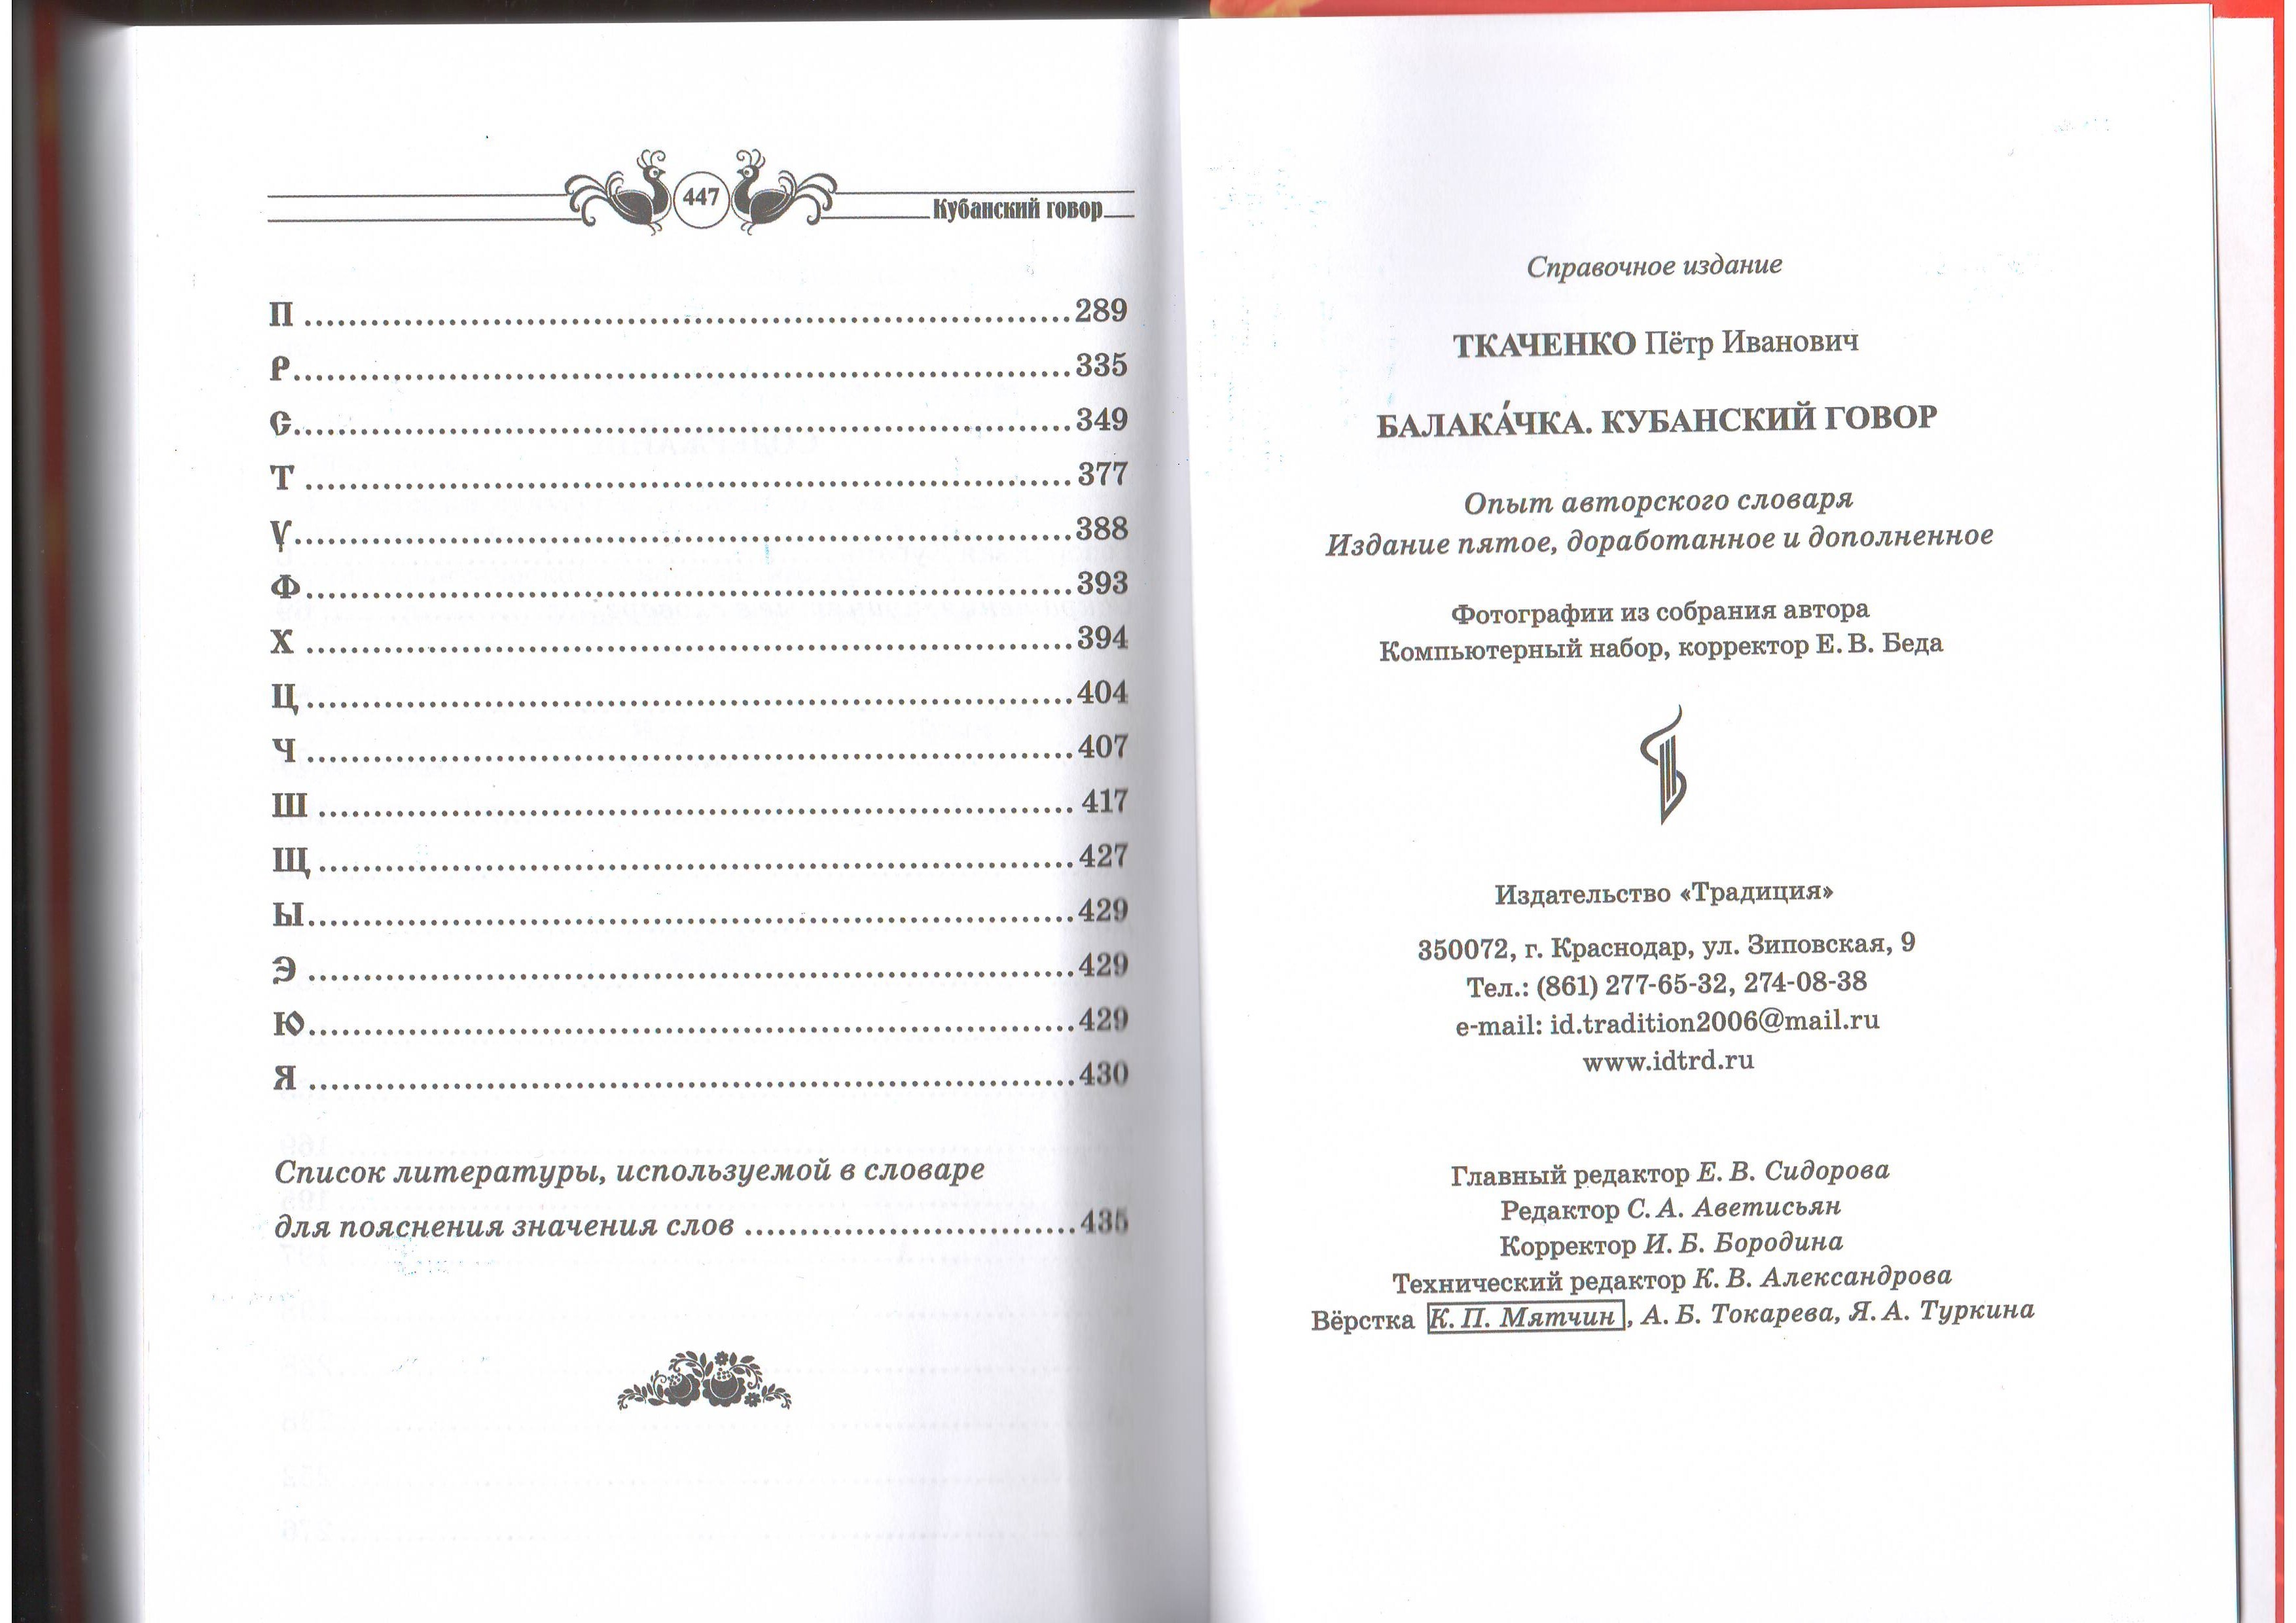 447
Кубанский говор
П ........ 289
Р ........ 335
С ........ 349
Т ........ 377
У ........ 388
Ф ........ 393
Х ........ 394
Ц ........ 404
Ч ........ 407
Ш ........ 417
Щ ........ 427
Ы ........ 429
Э ........ 429
Ю ........ 429
Я ........ 430
Список литературы, используемой в словаре
для пояснения значения слов ........ 435
Справочное издание
ТКАЧЕНКО Пётр Иванович
БАЛАКА́ЧКА. КУБАНСКИЙ ГОВОР
Опыт авторского словаря
Издание пятое, доработанное и дополненное
Фотографии из собрания автора
Компьютерный набор, корректор Е. В. Беда
Издательство «Традиция»
350072, г. Краснодар, ул. Зиповская, 9
Тел.: (861) 277-65-32, 274-08-38
e-mail: id.tradition2006@mail.ru
www.idtrd.ru
Главный редактор Е. В. Сидорова
Редактор С. А. Аветисьян
Корректор И. Б. Бородина
Технический редактор К. В. Александрова
Вёрстка К. П. Мятчин, А. Б. Токарева, Я. А. Туркина